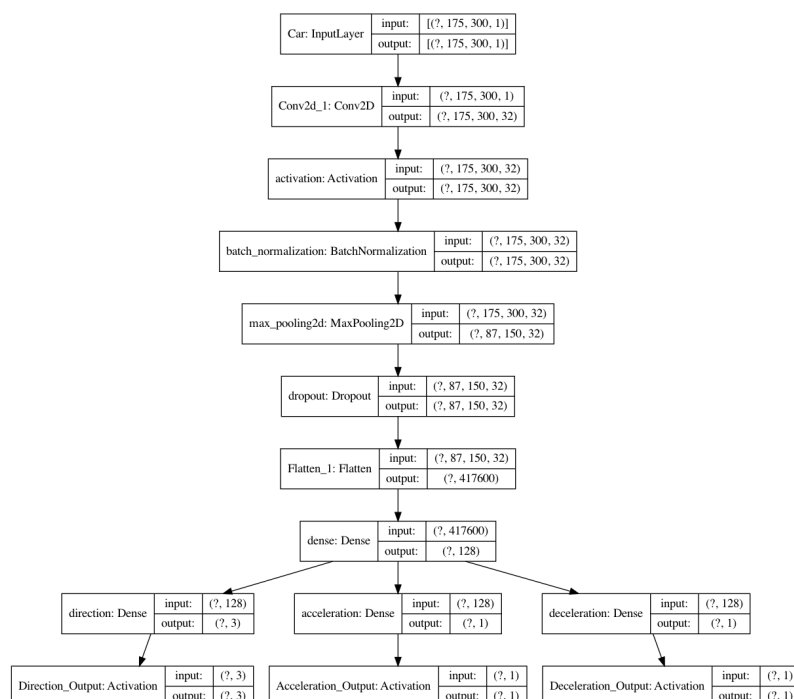 Car: InputLayer input: [(?, 175, 300, 1)]
output: [(?, 175, 300, 1)]
Conv2d_1: Conv2D input: (?, 175, 300, 1)
output: (?, 175, 300, 32)
activation: Activation input: (?, 175, 300, 32)
output: (?, 175, 300, 32)
batch_normalization: BatchNormalization input: (?, 175, 300, 32)
output: (?, 175, 300, 32)
max_pooling2d: MaxPooling2D input: (?, 175, 300, 32)
output: (?, 87, 150, 32)
dropout: Dropout input: (?, 87, 150, 32)
output: (?, 87, 150, 32)
Flatten_1: Flatten input: (?, 87, 150, 32)
output: (?, 417600)
dense: Dense input: (?, 417600)
output: (?, 128)
direction: Dense input: (?, 128)
output: (?, 3)
acceleration: Dense input: (?, 128)
output: (?, 1)
deceleration: Dense input: (?, 128)
output: (?, 1)
Direction_Output: Activation input: (?, 3)
output: (?, 3)
Acceleration_Output: Activation input: (?, 1)
output: (?, 1)
Deceleration_Output: Activation input: (?, 1)
output: (?, 1)